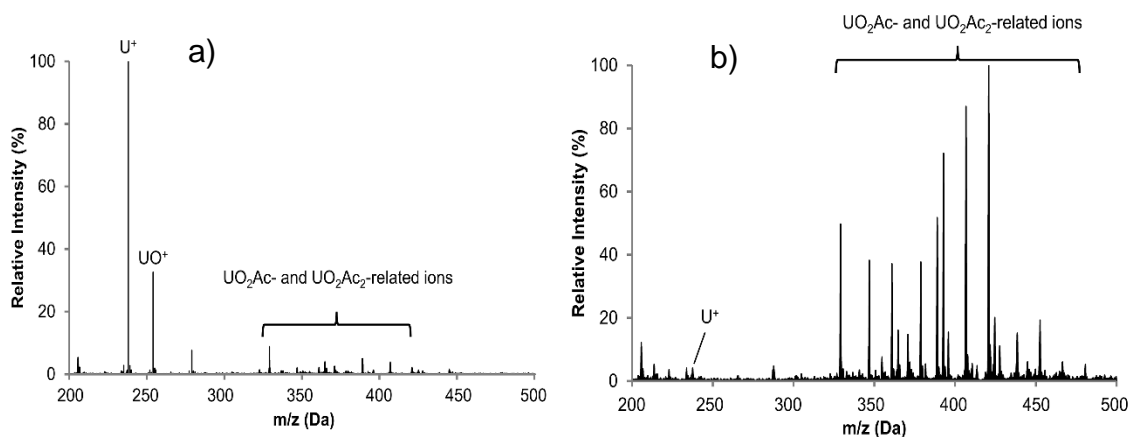 a)
U⁺
UO⁺
UO₂Ac- and UO₂Ac₂-related ions
Relative Intensity (%)
100
80
60
40
20
0
200 250 300 350 400 450 500
m/z (Da)
b)
UO₂Ac- and UO₂Ac₂-related ions
U⁺
Relative Intensity (%)
100
80
60
40
20
0
200 250 300 350 400 450 500
m/z (Da)